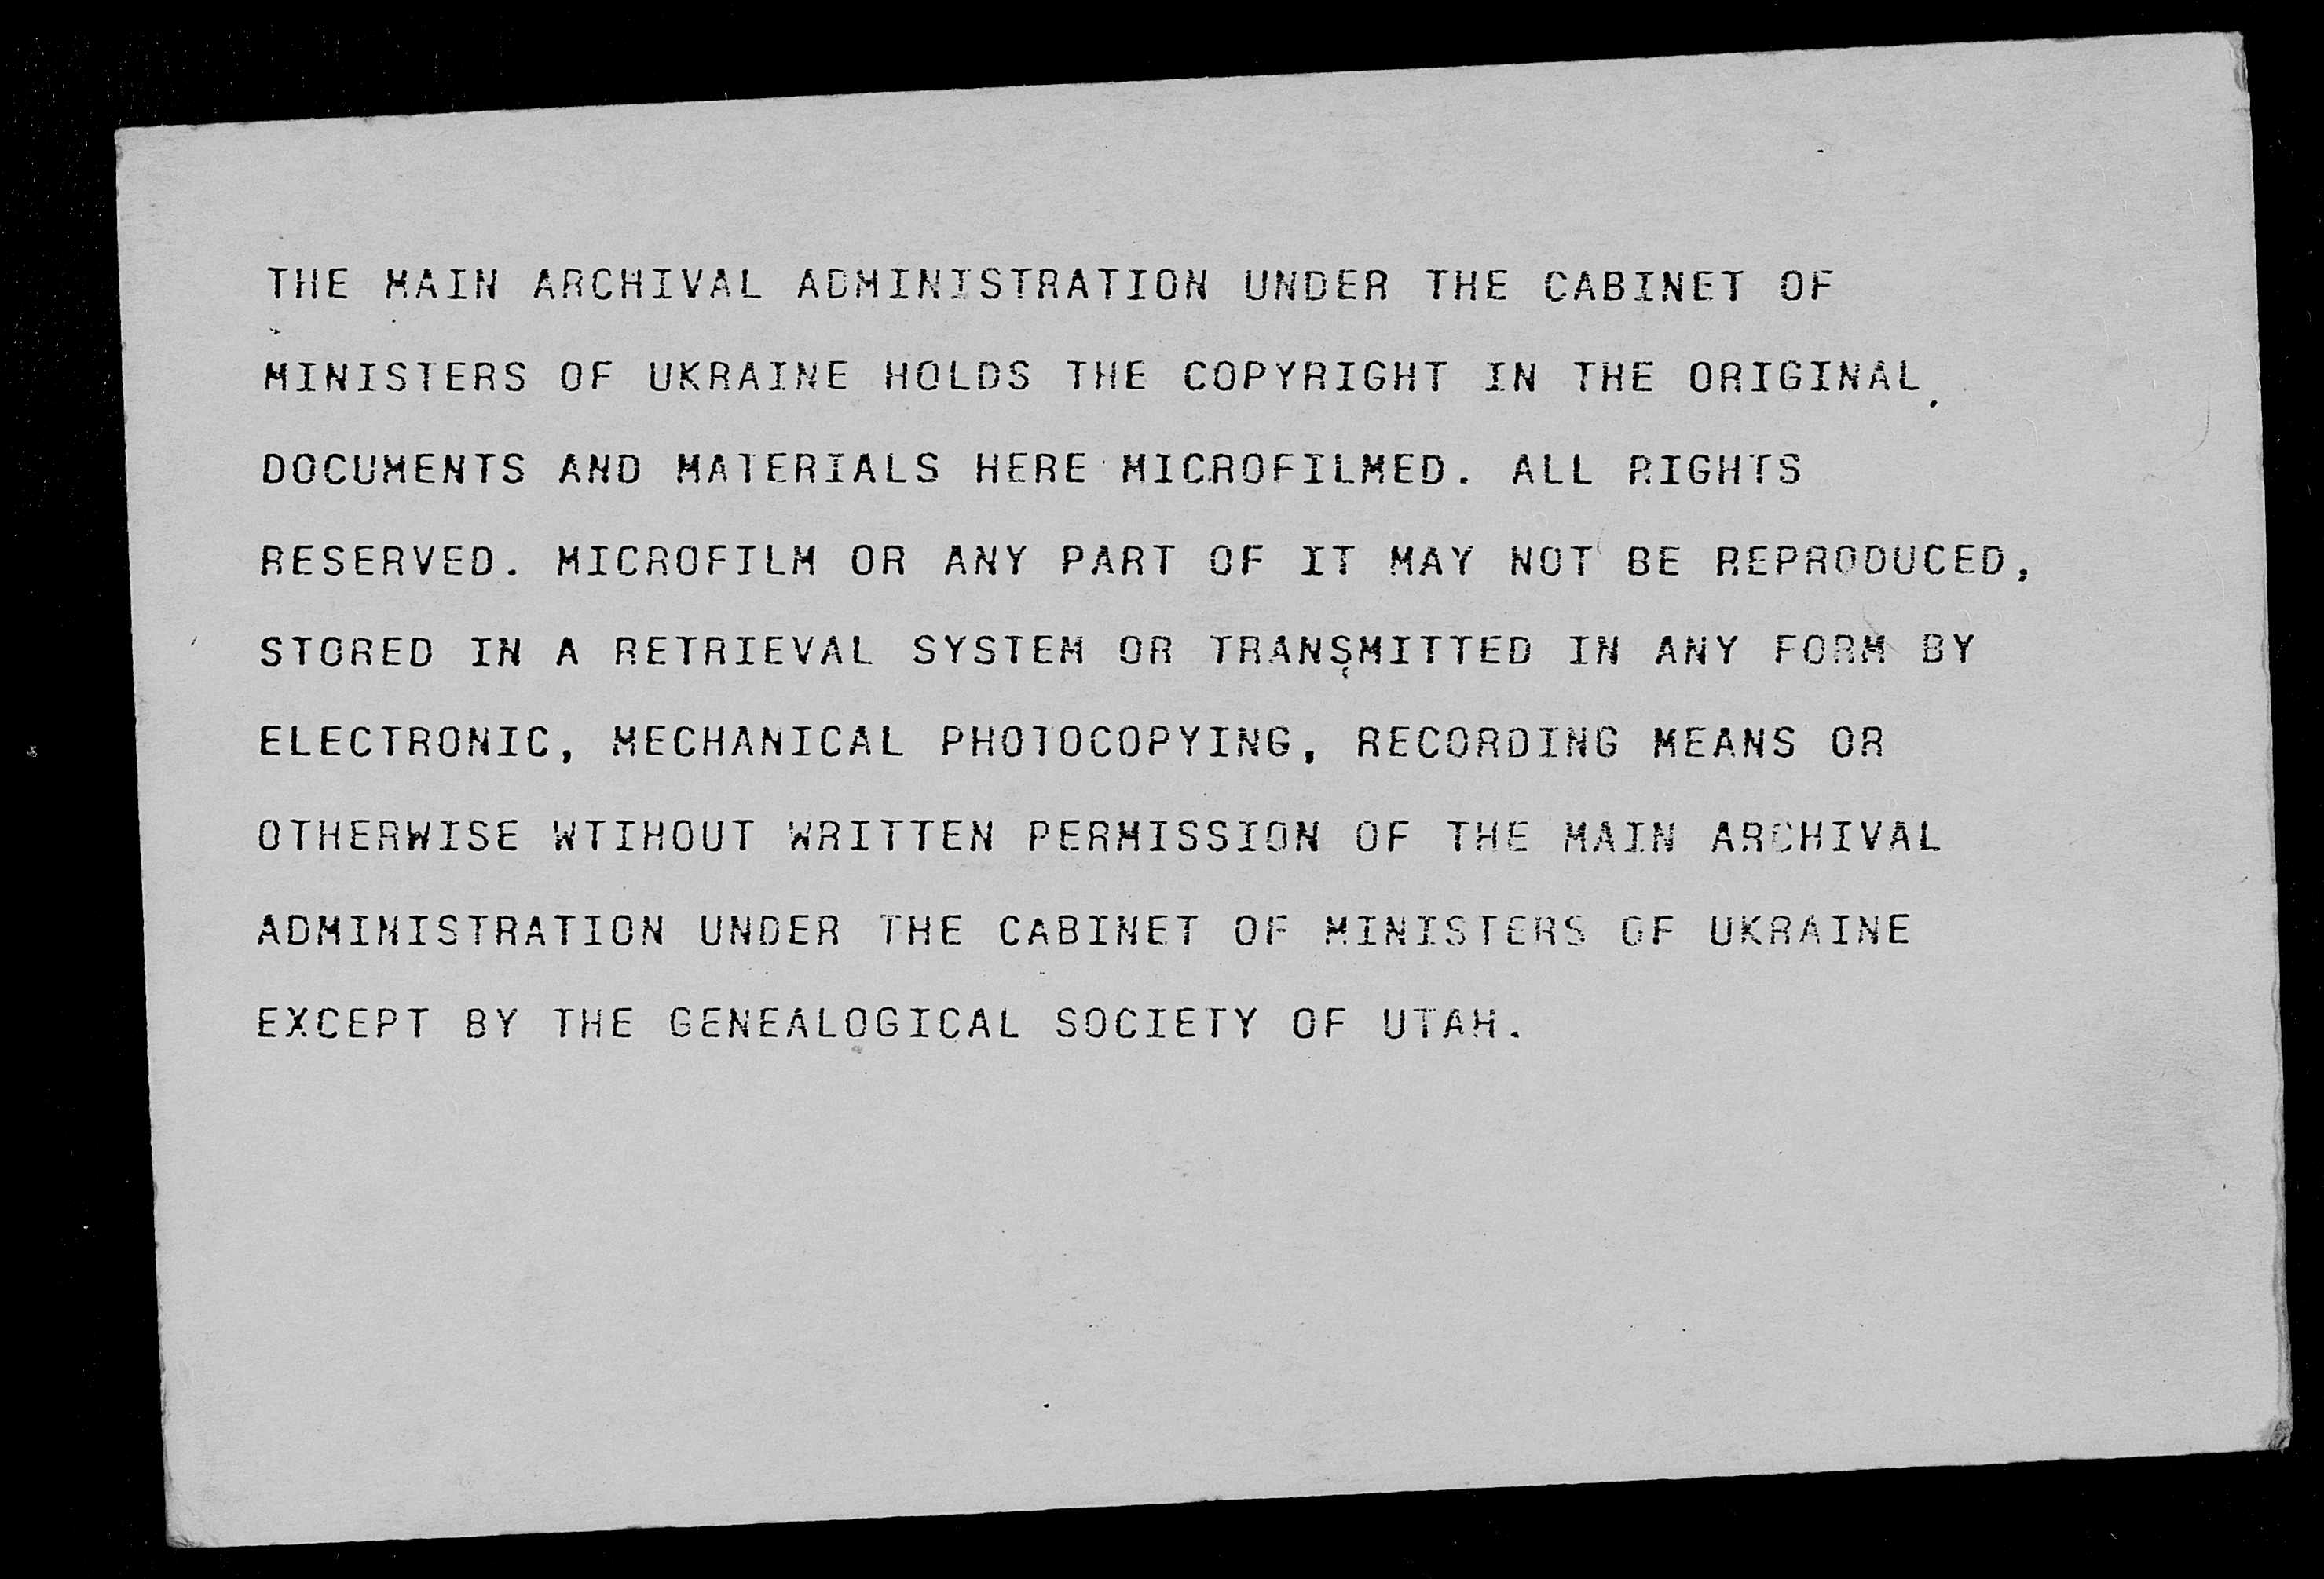 THE MAIN ARCHIVAL ADMINISTRATION UNDER THE CABINET OF
MINISTERS OF UKRAINE HOLDS THE COPYRIGHT IN THE ORIGINAL
DOCUMENTS AND MATERIALS HERE MICROFILMED. ALL RIGHTS
RESERVED. MICROFILM OR ANY PART OF IT MAY NOT BE REPRODUCED,
STORED IN A RETRIEVAL SYSTEM OR TRANSMITTED IN ANY FORM BY
ELECTRONIC, MECHANICAL PHOTOCOPYING, RECORDING MEANS OR
OTHERWISE WTIHOUT WRITTEN PERMISSION OF THE MAIN ARCHIVAL
ADMINISTRATION UNDER THE CABINET OF MINISTERS OF UKRAINE
EXCEPT BY THE GENEALOGICAL SOCIETY OF UTAH.